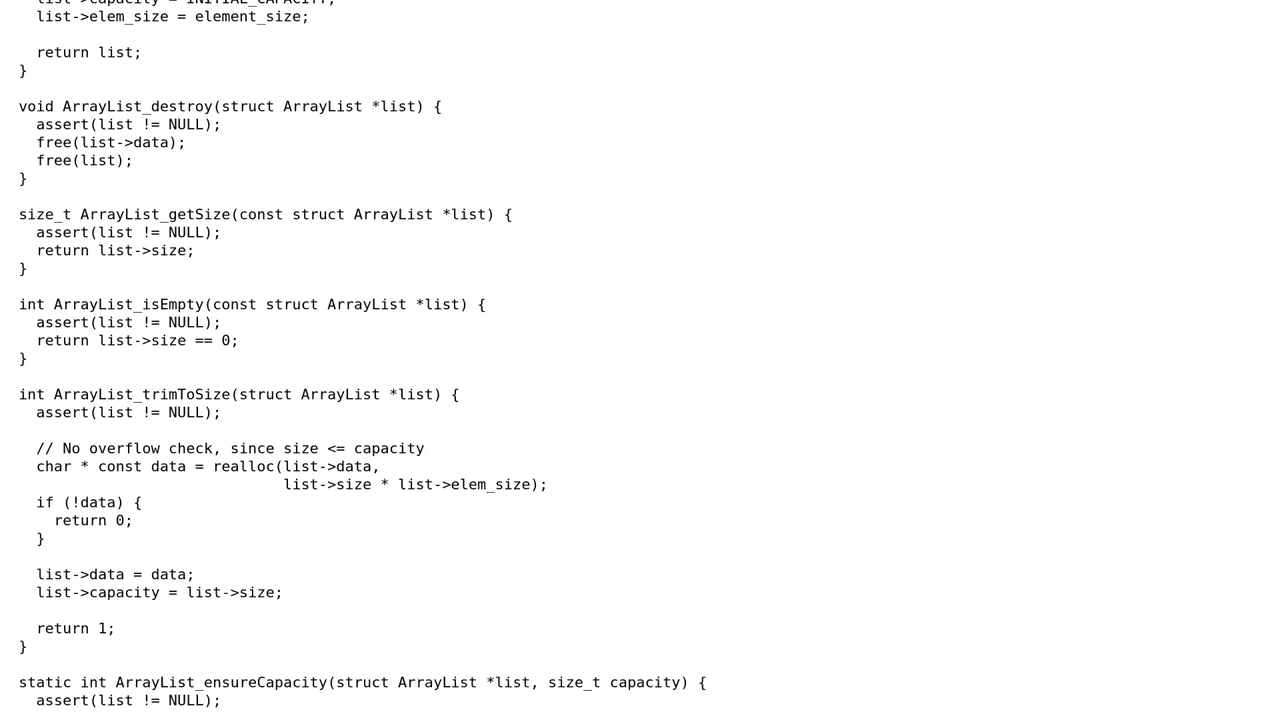 list->capacity = INITIAL_CAPACITY;
  list->elem_size = element_size;

  return list;
}

void ArrayList_destroy(struct ArrayList *list) {
  assert(list != NULL);
  free(list->data);
  free(list);
}

size_t ArrayList_getSize(const struct ArrayList *list) {
  assert(list != NULL);
  return list->size;
}

int ArrayList_isEmpty(const struct ArrayList *list) {
  assert(list != NULL);
  return list->size == 0;
}

int ArrayList_trimToSize(struct ArrayList *list) {
  assert(list != NULL);

  // No overflow check, since size <= capacity
  char * const data = realloc(list->data,
                              list->size * list->elem_size);
  if (!data) {
    return 0;
  }

  list->data = data;
  list->capacity = list->size;

  return 1;
}

static int ArrayList_ensureCapacity(struct ArrayList *list, size_t capacity) {
  assert(list != NULL);